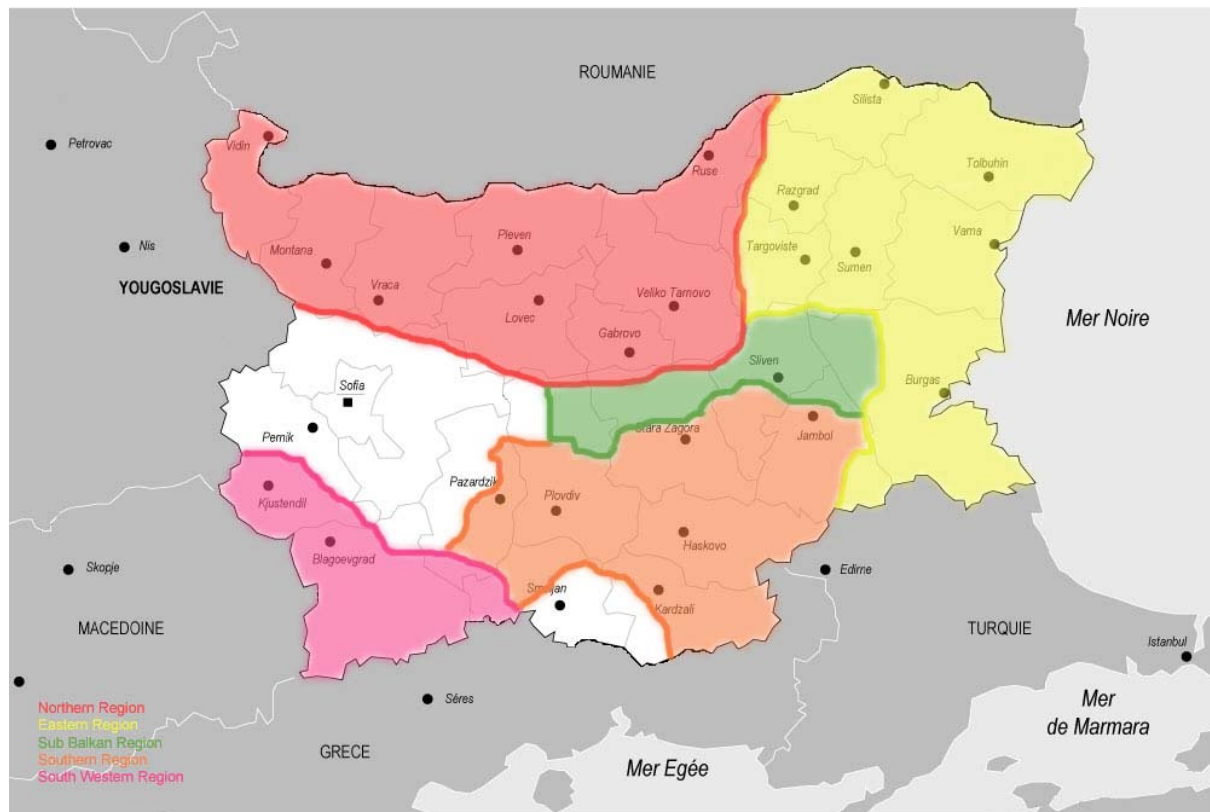 ROUMANIE
Silista
Petrovac
Vidin
Ruse
Tolbuhin
Razgrad
Nis
Montana
Pleven
Targoviste
Sumen
Varna
YOUGOSLAVIE
Vraca
Lovec
Veliko Tarnovo
Gabrovo
Mer Noire
Sliven
Sofia
Burgas
Pernik
Stara Zagora
Jambol
Pazardzik
Kjustendil
Plovdiv
Blagoevgrad
Haskovo
Skopje
Edirne
Smoljan
Kardzali
MACEDOINE
TURQUIE
Istanbul
Séres
Mer
de Marmara
Northern Region
Eastern Region
Sub Balkan Region
Southern Region
South Western Region
GRECE
Mer Egée